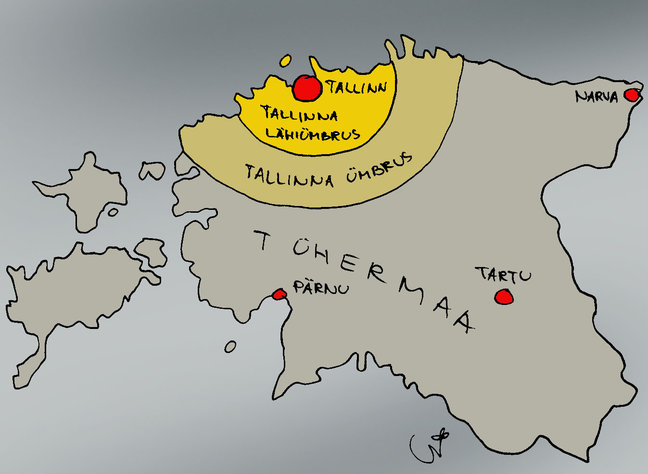 TALLINN
NARVA
TALLINNA
LÄHIÜMBRUS
TALLINNA ÜMBRUS
TÜHERMAA
TARTU
PÄRNU